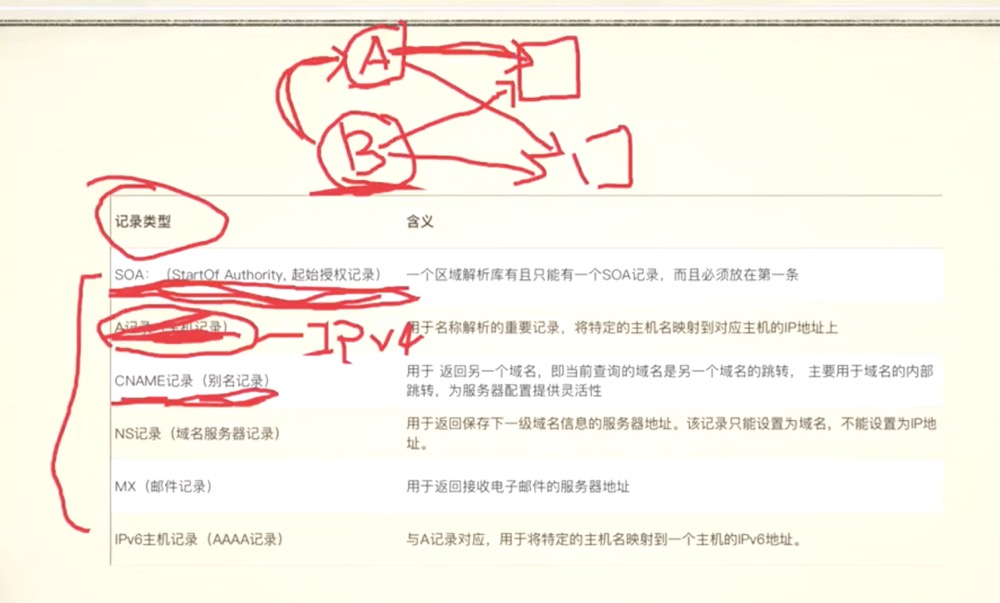 A
B
记录类型 含义
SOA：（StartOf Authority, 起始授权记录） 一个区域解析库有且只能有一个SOA记录，而且必须放在第一条
A记录（主机记录） IPv4 用于名称解析的重要记录，将特定的主机名映射到对应主机的IP地址上
用于 返回另一个域名，即当前查询的域名是另一个域名的跳转， 主要用于域名的内部
CNAME记录（别名记录）
跳转，为服务器配置提供灵活性
用于返回保存下一级域名信息的服务器地址。该记录只能设置为域名，不能设置为IP地
NS记录（域名服务器记录）
址。
MX（邮件记录） 用于返回接收电子邮件的服务器地址
IPv6主机记录（AAAA记录） 与A记录对应，用于将特定的主机名映射到一个主机的IPv6地址。